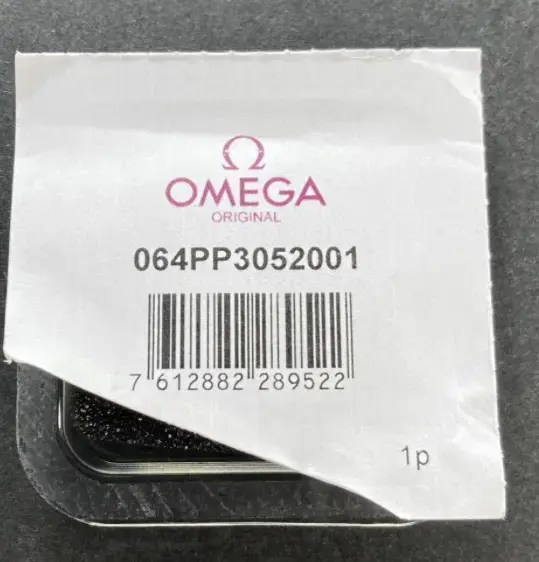 Ω
OMEGA
ORIGINAL
064PP3052001
7 612882 289522
1p